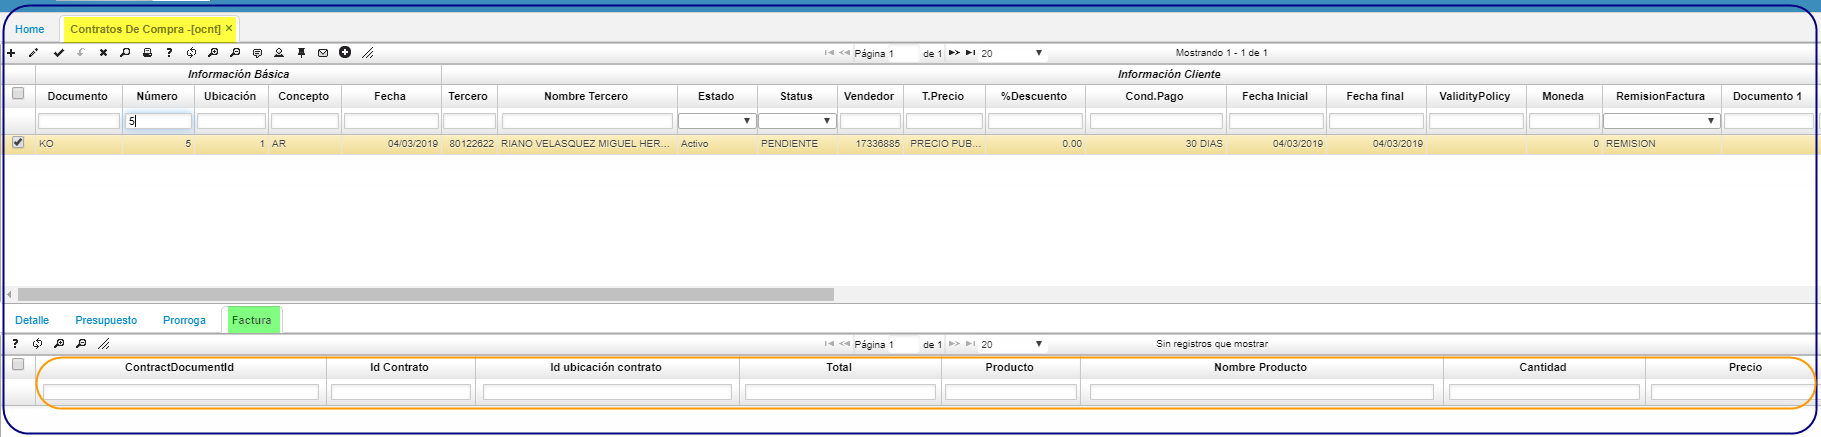 Home Contratos De Compra -[ocnt] ×
Página 1 de 1 20 Mostrando 1 - 1 de 1
Información Básica Información Cliente
Documento Número Ubicación Concepto Fecha Tercero Nombre Tercero Estado Status Vendedor T.Precio %Descuento Cond.Pago Fecha Inicial Fecha final ValidityPolicy Moneda RemisionFactura Documento 1
5
KO 5 1 AR 04/03/2019 80122622 RIANO VELASQUEZ MIGUEL HER... Activo PENDIENTE 17336885 PRECIO PUB... 0.00 30 DIAS 04/03/2019 04/03/2019 0 REMISION
Detalle Presupuesto Prorroga Factura
Página 1 de 1 20 Sin registros que mostrar
ContractDocumentId Id Contrato Id ubicación contrato Total Producto Nombre Producto Cantidad Precio